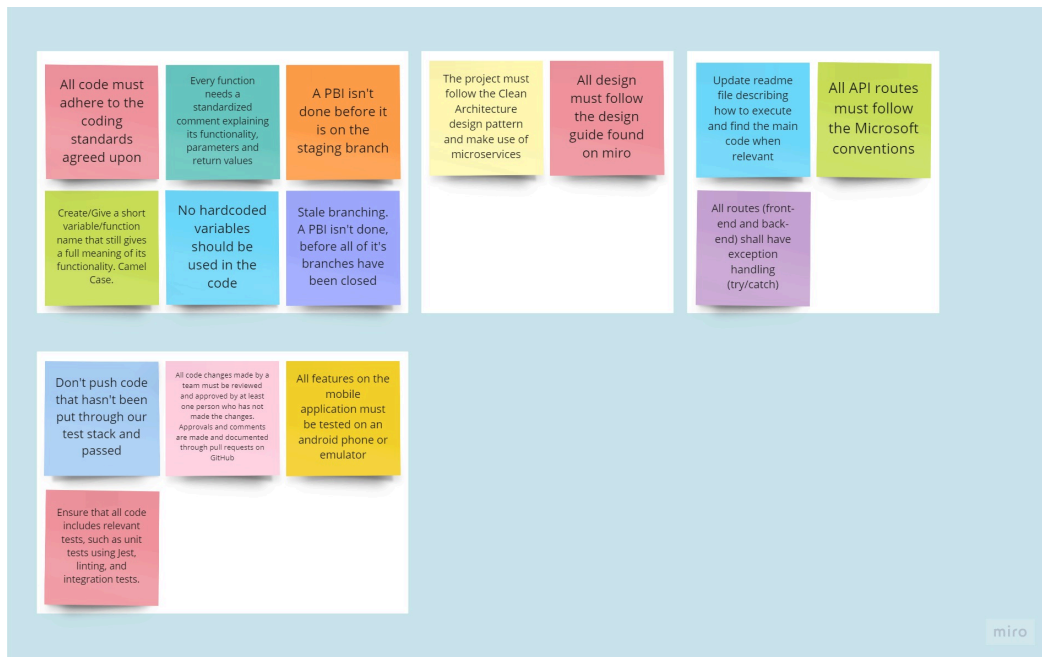 All code must
adhere to the
coding
standards
agreed upon
Every function
needs a
standardized
comment explaining
its functionality,
parameters and
return values
A PBI isn't
done before it
is on the
staging branch
Create/Give a short
variable/function
name that still gives
a full meaning of its
functionality. Camel
Case.
No hardcoded
variables
should be
used in the
code
Stale branching.
A PBI isn't done,
before all of it's
branches have
been closed
The project must
follow the Clean
Architecture
design pattern
and make use of
microservices
All design
must follow
the design
guide found
on miro
Update readme
file describing
how to execute
and find the main
code when
relevant
All API routes
must follow
the Microsoft
conventions
All routes (front-
end and back-
end) shall have
exception
handling
(try/catch)
Don't push code
that hasn't been
put through our
test stack and
passed
All code changes made by a
team must be reviewed
and approved by at least
one person who has not
made the changes.
Approvals and comments
are made and documented
through pull requests on
GitHub
All features on the
mobile
application must
be tested on an
android phone or
emulator
Ensure that all code
includes relevant
tests, such as unit
tests using Jest,
linting, and
integration tests.
miro